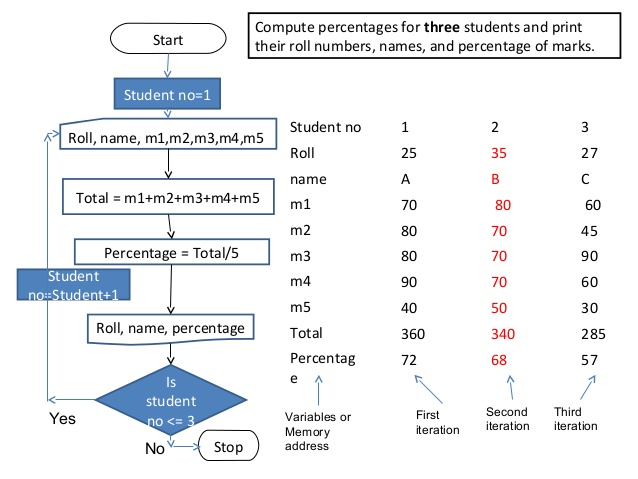 Compute percentages for three students and print
their roll numbers, names, and percentage of marks.
Start
Student no=1
Roll, name, m1,m2,m3,m4,m5
Total = m1+m2+m3+m4+m5
Percentage = Total/5
Student
no=Student+1
Roll, name, percentage
Is
student
no <= 3
Yes
No
Stop
Student no 1 2 3
Roll 25 35 27
name A B C
m1 70 80 60
m2 80 70 45
m3 80 70 90
m4 90 70 60
m5 40 50 30
Total 360 340 285
Percentag 72 68 57
e
Variables or
Memory
address
First
iteration
Second
iteration
Third
iteration